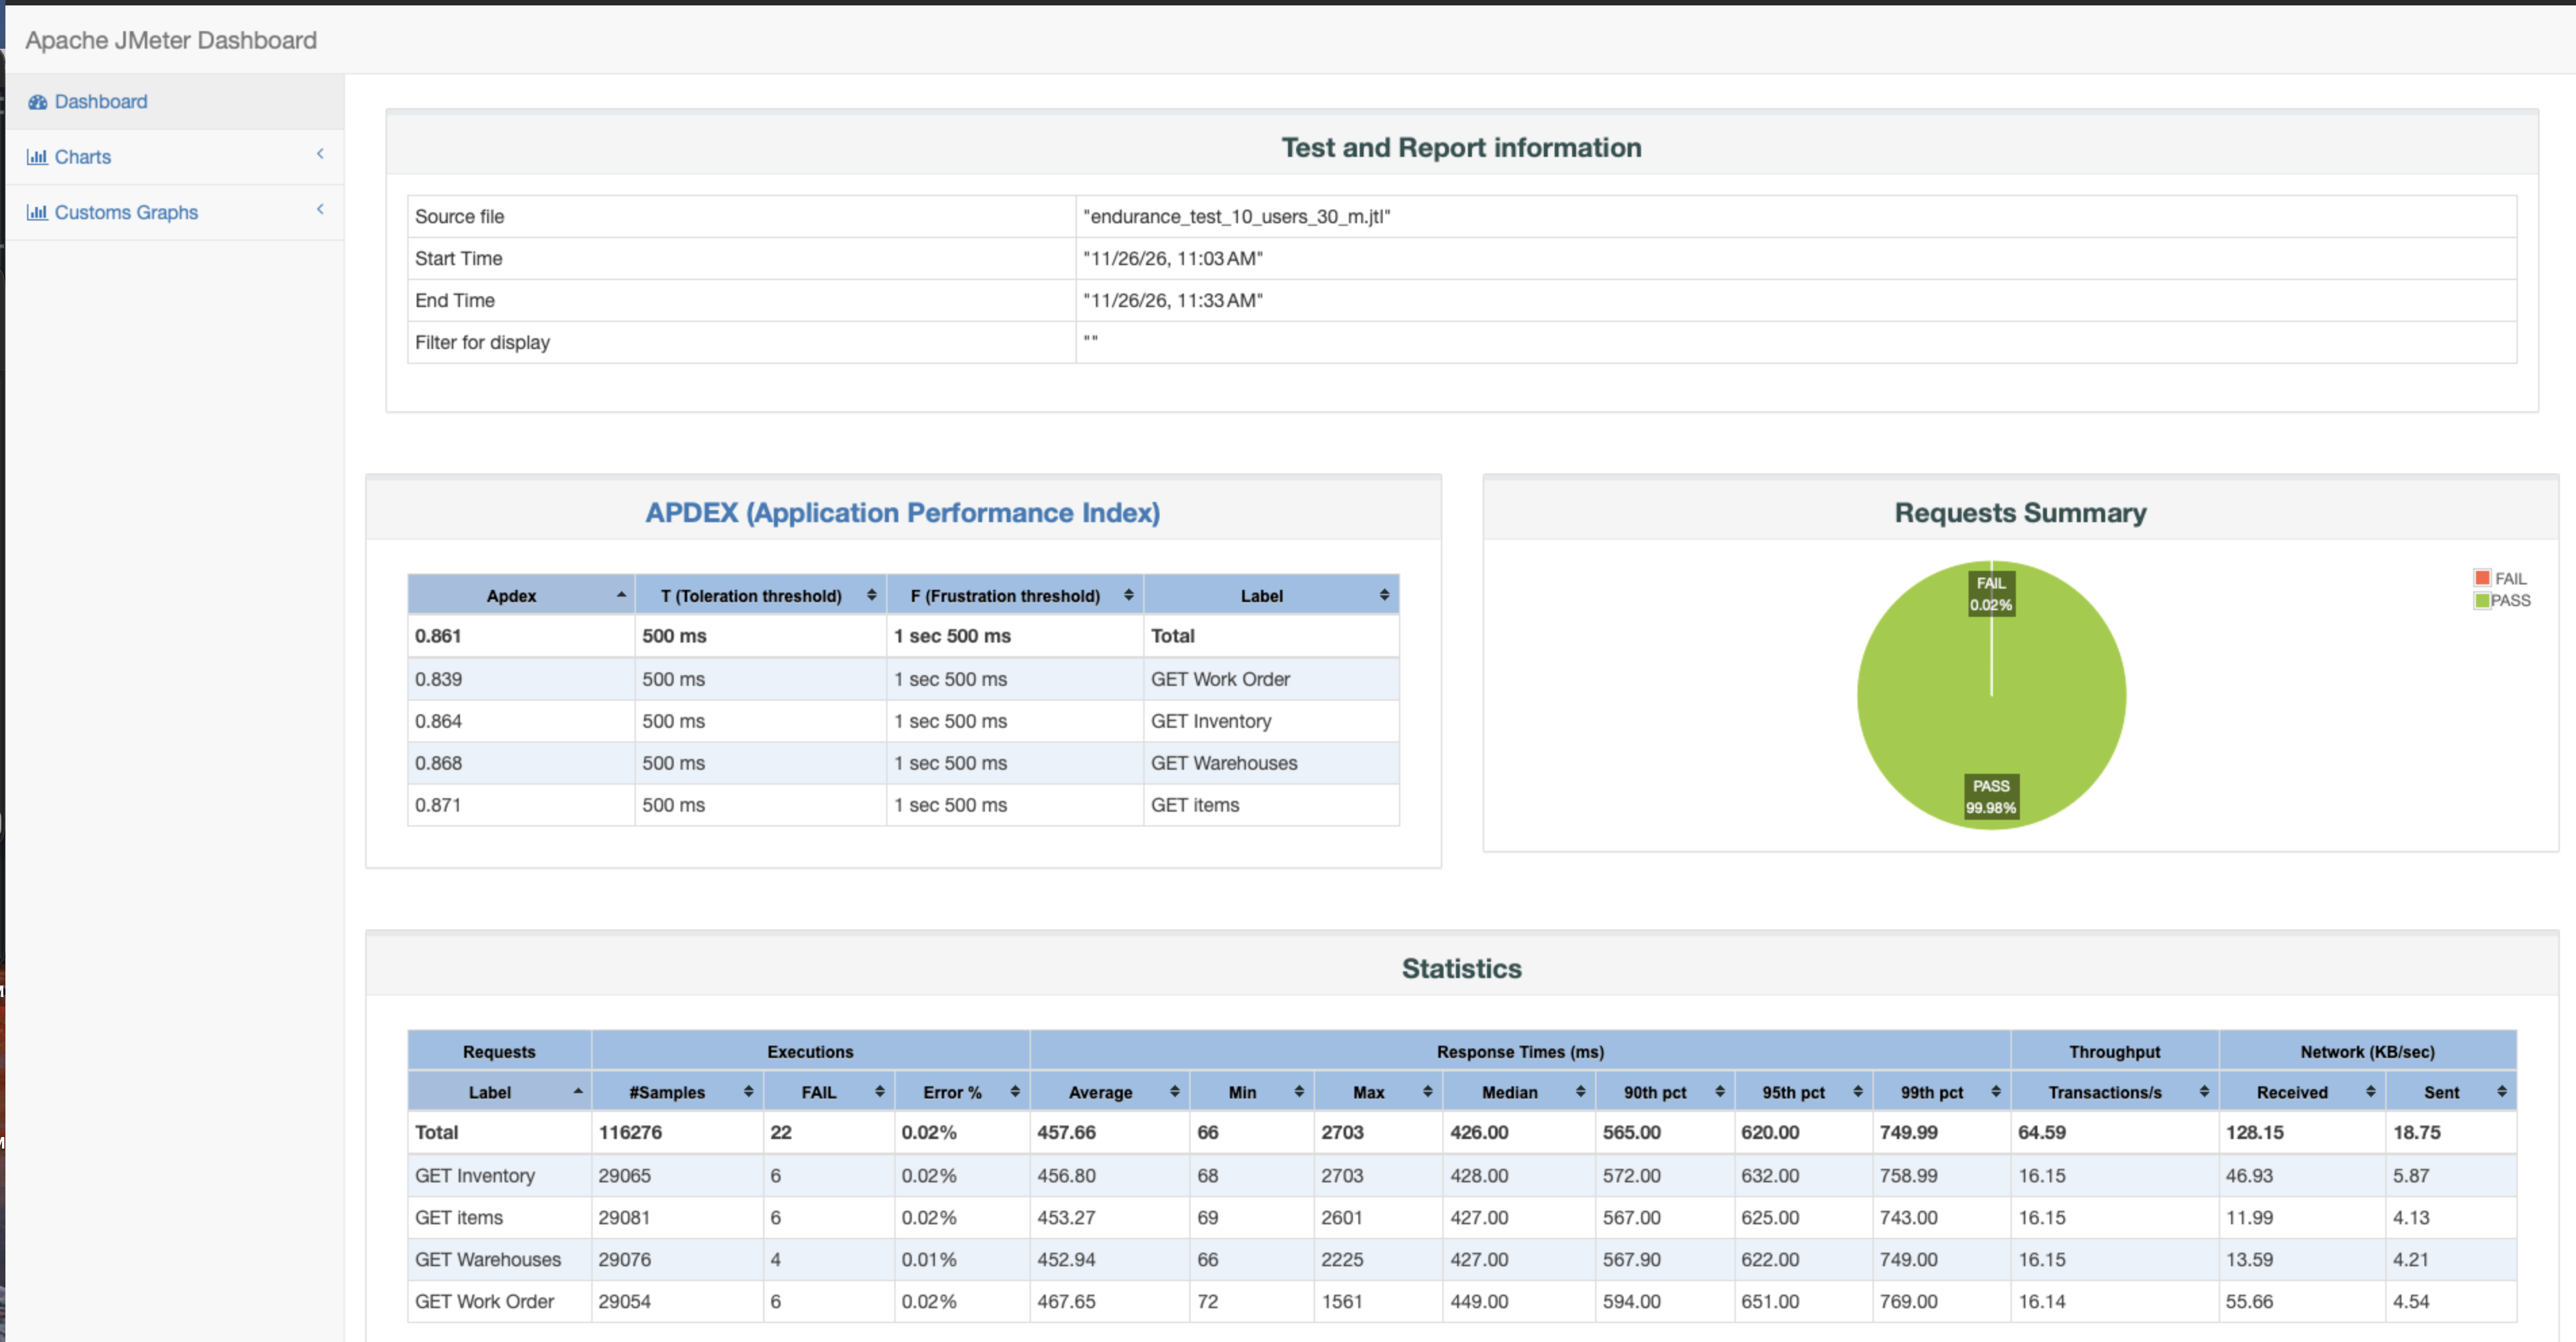 Apache JMeter Dashboard
Dashboard
Charts
Customs Graphs
Test and Report information
Source file "endurance_test_10_users_30_m.jtl"
Start Time "11/26/26, 11:03 AM"
End Time "11/26/26, 11:33 AM"
Filter for display ""
APDEX (Application Performance Index)
Apdex T (Toleration threshold) F (Frustration threshold) Label
0.861 500 ms 1 sec 500 ms Total
0.839 500 ms 1 sec 500 ms GET Work Order
0.864 500 ms 1 sec 500 ms GET Inventory
0.868 500 ms 1 sec 500 ms GET Warehouses
0.871 500 ms 1 sec 500 ms GET items
Requests Summary
FAIL
0.02%
PASS
99.98%
FAIL
PASS
Statistics
Requests Executions Response Times (ms) Throughput Network (KB/sec)
Label #Samples FAIL Error % Average Min Max Median 90th pct 95th pct 99th pct Transactions/s Received Sent
Total 116276 22 0.02% 457.66 66 2703 426.00 565.00 620.00 749.99 64.59 128.15 18.75
GET Inventory 29065 6 0.02% 456.80 68 2703 428.00 572.00 632.00 758.99 16.15 46.93 5.87
GET items 29081 6 0.02% 453.27 69 2601 427.00 567.00 625.00 743.00 16.15 11.99 4.13
GET Warehouses 29076 4 0.01% 452.94 66 2225 427.00 567.90 622.00 749.00 16.15 13.59 4.21
GET Work Order 29054 6 0.02% 467.65 72 1561 449.00 594.00 651.00 769.00 16.14 55.66 4.54